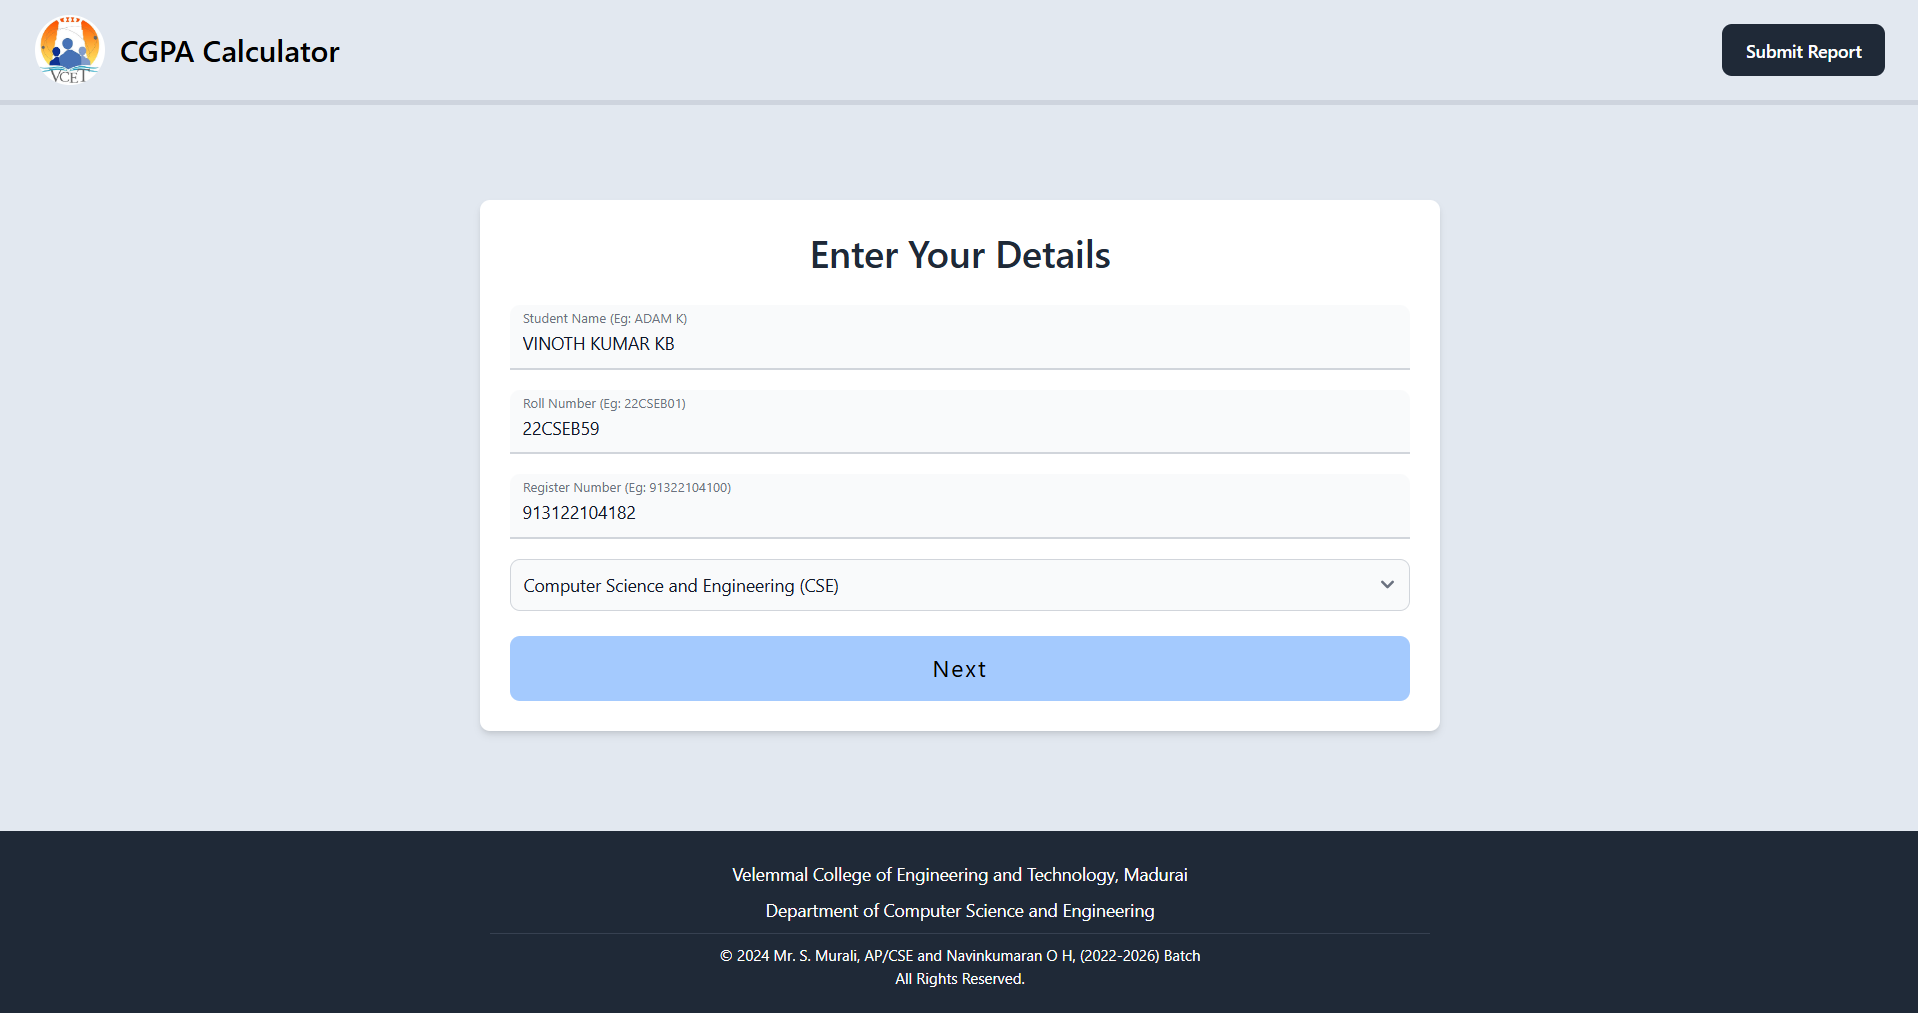 VCET
CGPA Calculator
Submit Report
Enter Your Details
Student Name (Eg: ADAM K)
VINOTH KUMAR KB
Roll Number (Eg: 22CSEB01)
22CSEB59
Register Number (Eg: 91322104100)
913122104182
Computer Science and Engineering (CSE)
Next
Velemmal College of Engineering and Technology, Madurai
Department of Computer Science and Engineering
© 2024 Mr. S. Murali, AP/CSE and Navinkumaran O H, (2022-2026) Batch
All Rights Reserved.